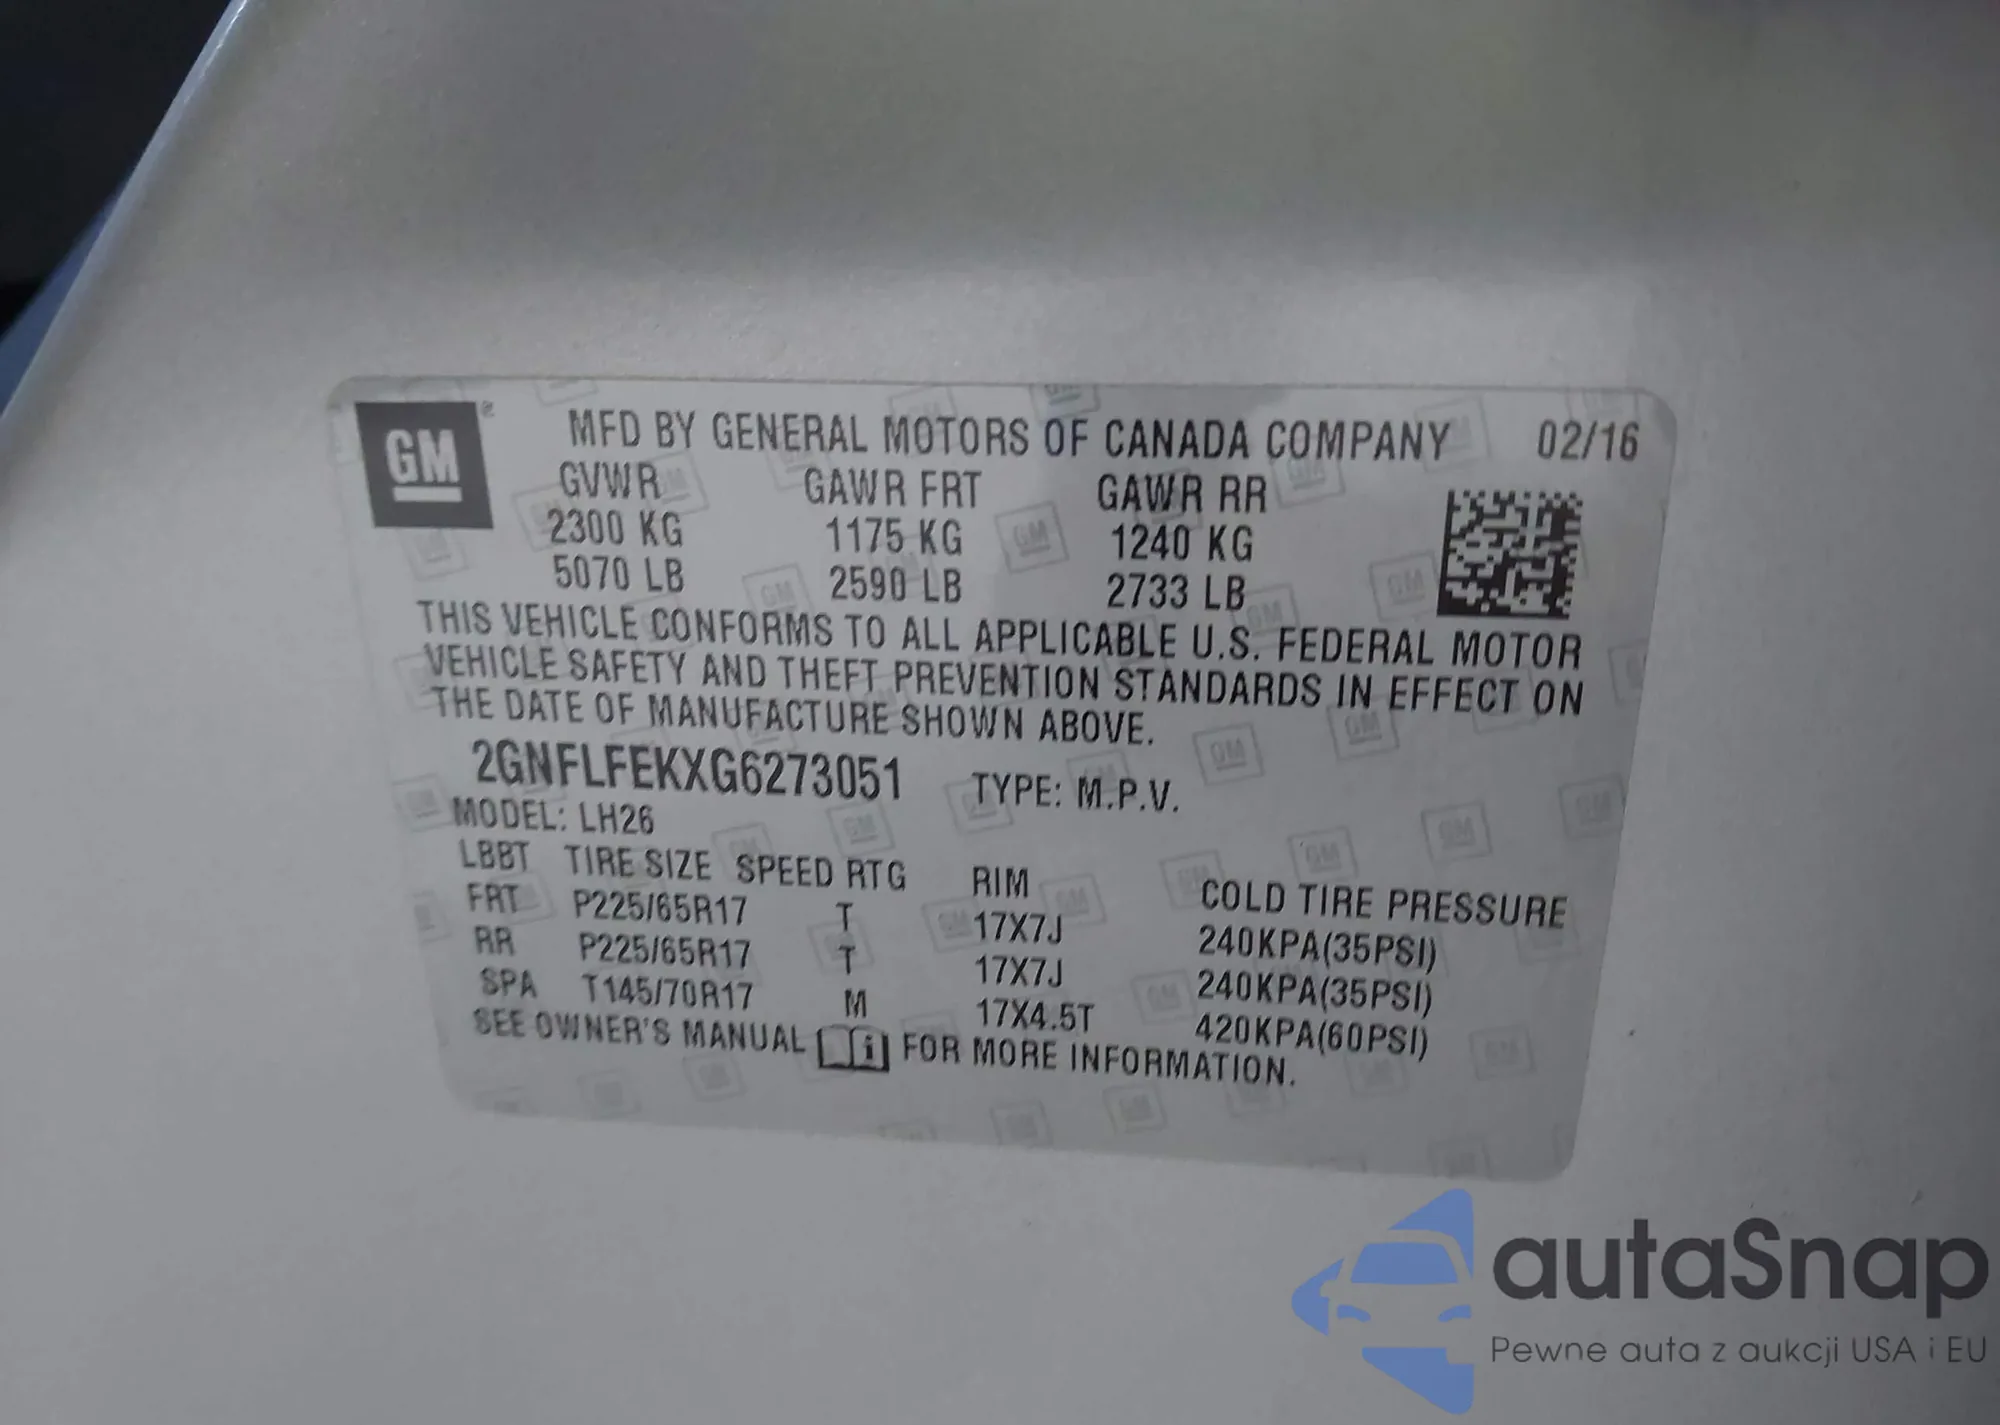 GM ®
MFD BY GENERAL MOTORS OF CANADA COMPANY 02/16
GVWR GAWR FRT GAWR RR
2300 KG 1175 KG 1240 KG
5070 LB 2590 LB 2733 LB
THIS VEHICLE CONFORMS TO ALL APPLICABLE U.S. FEDERAL MOTOR
VEHICLE SAFETY AND THEFT PREVENTION STANDARDS IN EFFECT ON
THE DATE OF MANUFACTURE SHOWN ABOVE.
2GNFLFEKXG6273051 TYPE: M.P.V.
MODEL: LH26
LBBT TIRE SIZE SPEED RTG RIM COLD TIRE PRESSURE
FRT P225/65R17 T 17X7J 240KPA(35PSI)
RR P225/65R17 T 17X7J 240KPA(35PSI)
SPA T145/70R17 M 17X4.5T 420KPA(60PSI)
SEE OWNER'S MANUAL i FOR MORE INFORMATION.
autaSnap
Pewne auta z aukcji USA i EU